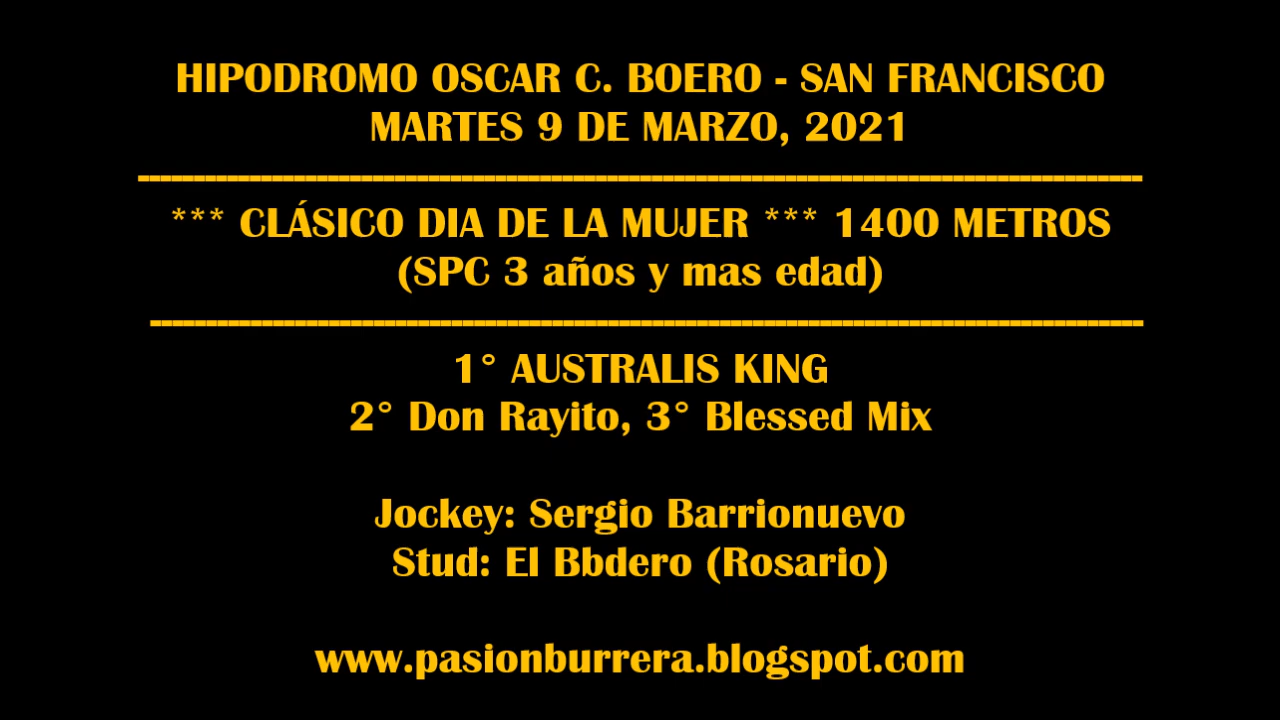 HIPODROMO OSCAR C. BOERO - SAN FRANCISCO
MARTES 9 DE MARZO, 2021
*** CLÁSICO DIA DE LA MUJER *** 1400 METROS
(SPC 3 años y mas edad)
1° AUSTRALIS KING
2° Don Rayito, 3° Blessed Mix
Jockey: Sergio Barrionuevo
Stud: El Bbdero (Rosario)
www.pasionburrera.blogspot.com